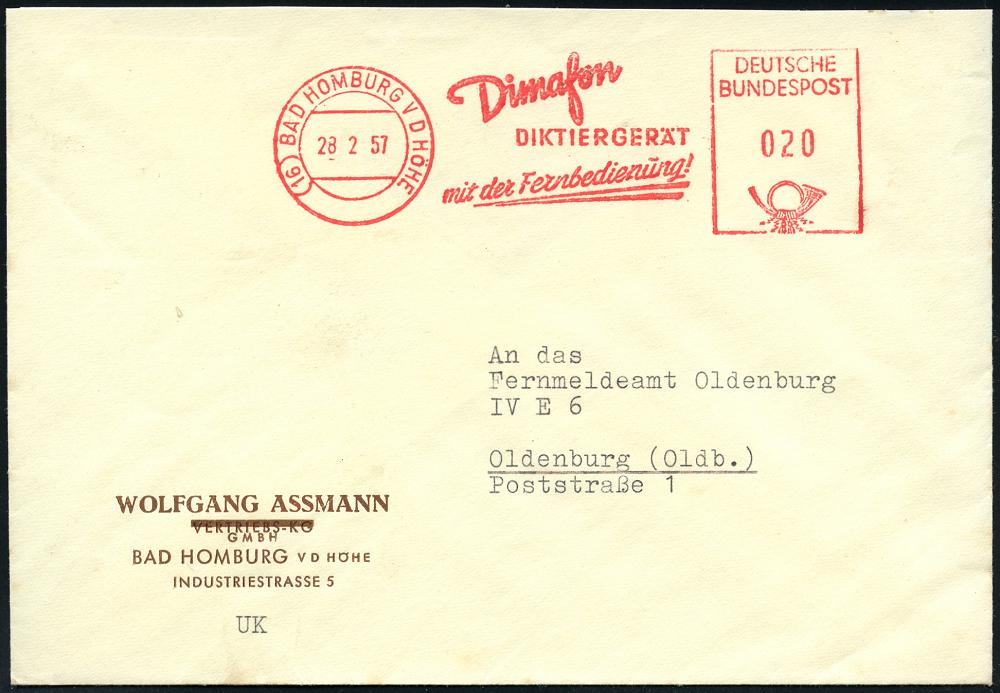 (16) BAD HOMBURG V D HÖHE
28 2 57
Dimafon
DIKTIERGERÄT
mit der Fernbedienung!
DEUTSCHE
BUNDESPOST
020
An das
Fernmeldeamt Oldenburg
IV E 6
Oldenburg (Oldb.)
Poststraße 1
WOLFGANG ASSMANN
VERTRIEBS-KG
GMBH
BAD HOMBURG V D HÖHE
INDUSTRIESTRASSE 5
UK